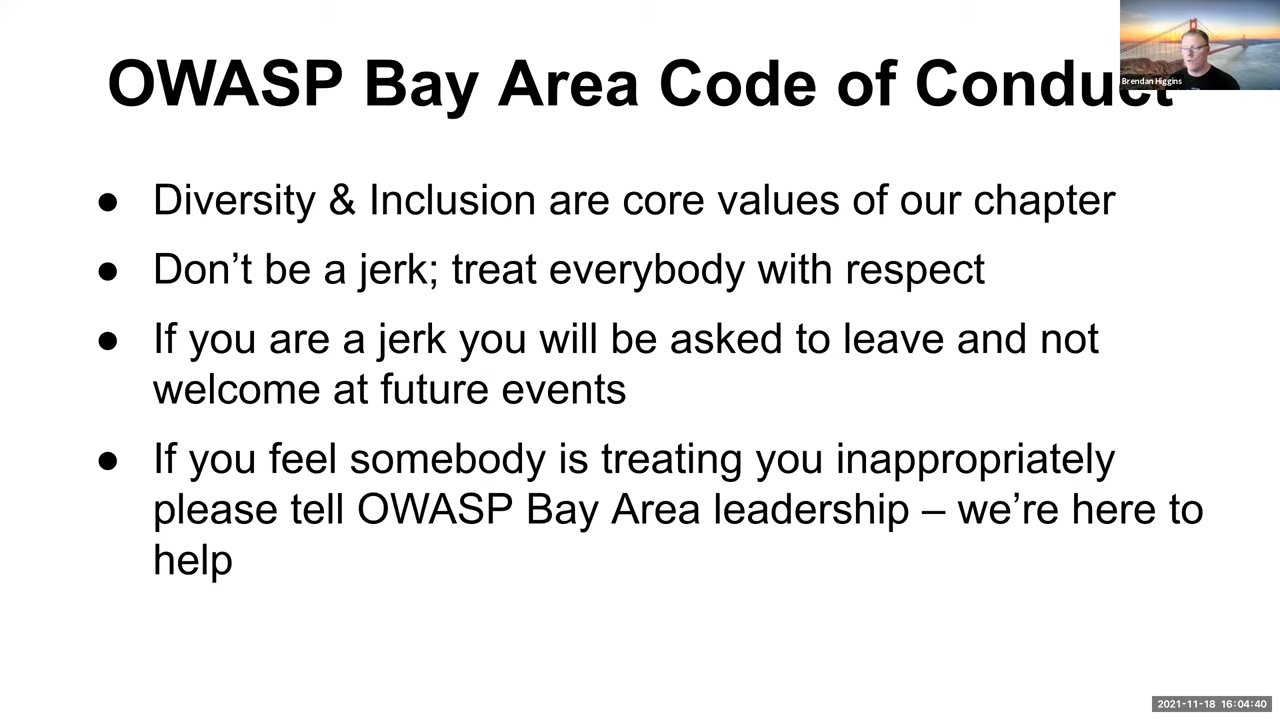 OWASP Bay Area Code of Conduct
Brendan Higgins
● Diversity & Inclusion are core values of our chapter
● Don’t be a jerk; treat everybody with respect
● If you are a jerk you will be asked to leave and not
welcome at future events
● If you feel somebody is treating you inappropriately
please tell OWASP Bay Area leadership – we’re here to
help
2021-11-18 16:04:40